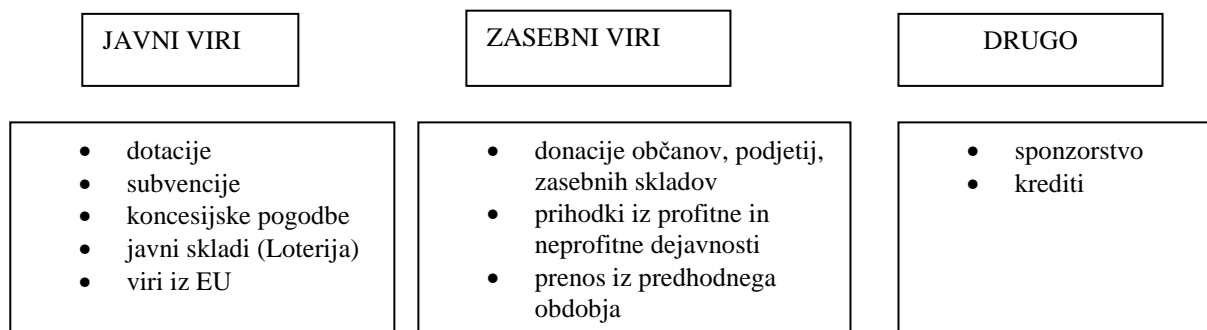 JAVNI VIRI
ZASEBNI VIRI
DRUGO
• dotacije
• subvencije
• koncesijske pogodbe
• javni skladi (Loterija)
• viri iz EU
• donacije občanov, podjetij,
zasebnih skladov
• prihodki iz profitne in
neprofitne dejavnosti
• prenos iz predhodnega
obdobja
• sponzorstvo
• krediti